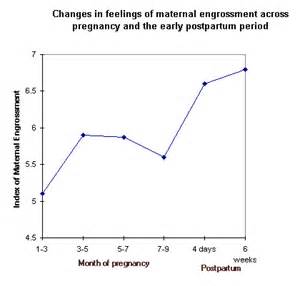 Changes in feelings of maternal engrossment across
pregnancy and the early postpartum period
Index of Maternal Engrossment
7
6.5
6
5.5
5
4.5
1-3
3-5
5-7
7-9
4 days
6
weeks
Month of pregnancy
Postpartum